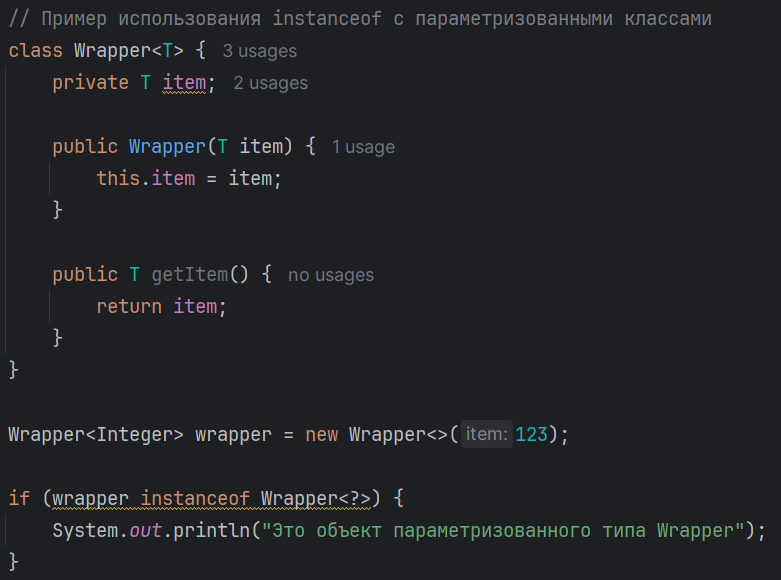 // Пример использования instanceof с параметризованными классами
class Wrapper<T> { 3 usages
    private T item; 2 usages

    public Wrapper(T item) { 1 usage
        this.item = item;
    }

    public T getItem() { no usages
        return item;
    }
}

Wrapper<Integer> wrapper = new Wrapper<>( item: 123);

if (wrapper instanceof Wrapper<?>) {
    System.out.println("Это объект параметризованного типа Wrapper");
}